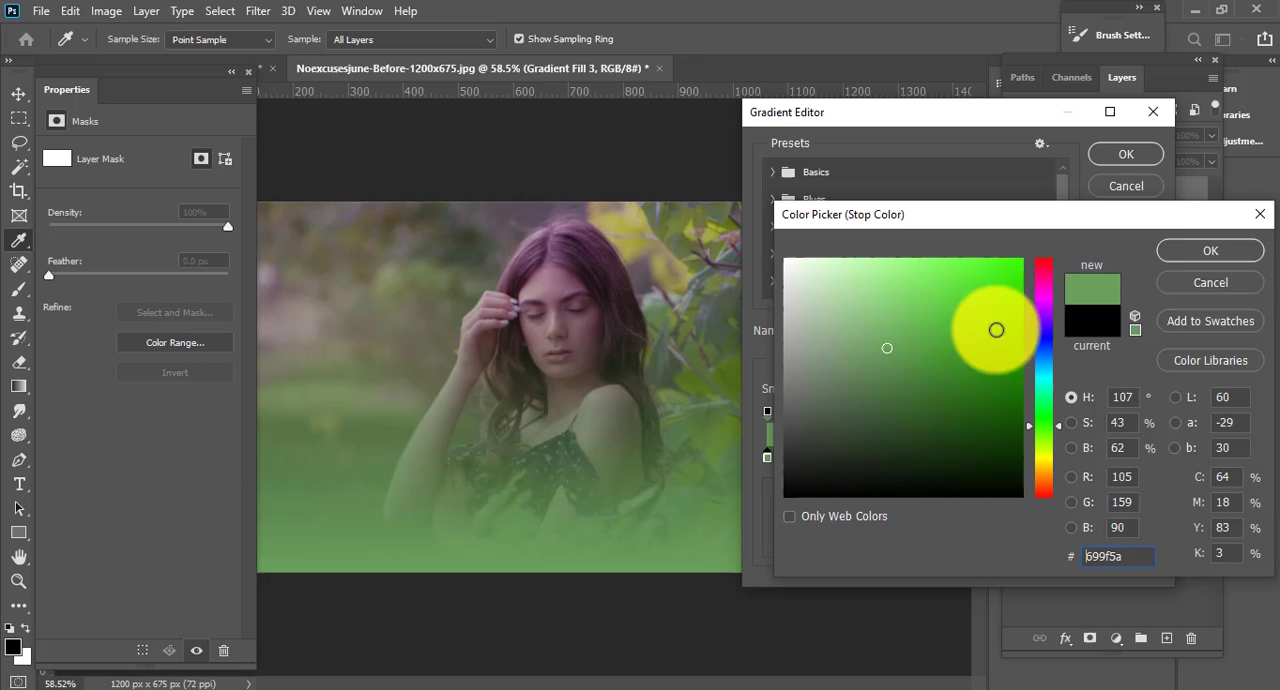 Ps File Edit Image Layer Type Select Filter 3D View Window Help
Sample Size: Point Sample Sample: All Layers Show Sampling Ring
Brush Sett...
Noexcusesjune-Before-1200x675.jpg @ 58.5% (Gradient Fill 3, RGB/8#) *
Paths Channels Layers
Properties
200 300 400 500 600 700 800 900 1000 1100 1200 1300
Masks
Layer Mask
Density: 100%
Feather: 0.0 px
Refine: Select and Mask...
Color Range...
Invert
Gradient Editor
Presets
Basics
Blues
OK
Cancel
100%
100%
Color Picker (Stop Color)
new
current
OK
Cancel
Add to Swatches
Color Libraries
H: 107 °
S: 43 %
B: 62 %
R: 105
G: 159
B: 90
# 699f5a
L: 60
a: -29
b: 30
C: 64 %
M: 18 %
Y: 83 %
K: 3 %
Only Web Colors
58.52% 1200 px x 675 px (72 ppi)